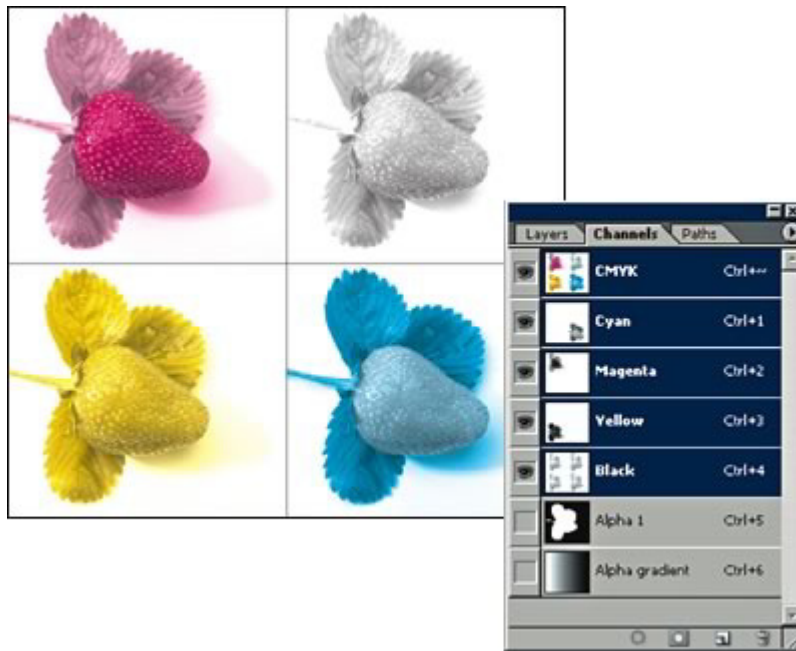 Layers Channels Paths
CMYK Ctrl+~
Cyan Ctrl+1
Magenta Ctrl+2
Yellow Ctrl+3
Black Ctrl+4
Alpha 1 Ctrl+5
Alpha gradient Ctrl+6